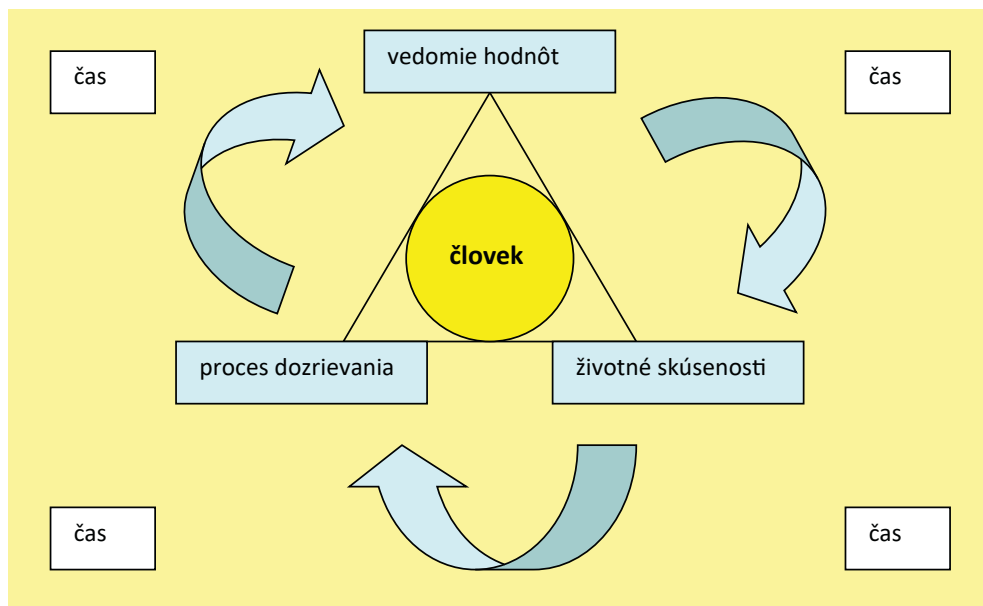 vedomie hodnôt
čas
čas
človek
proces dozrievania
životné skúsenosti
čas
čas